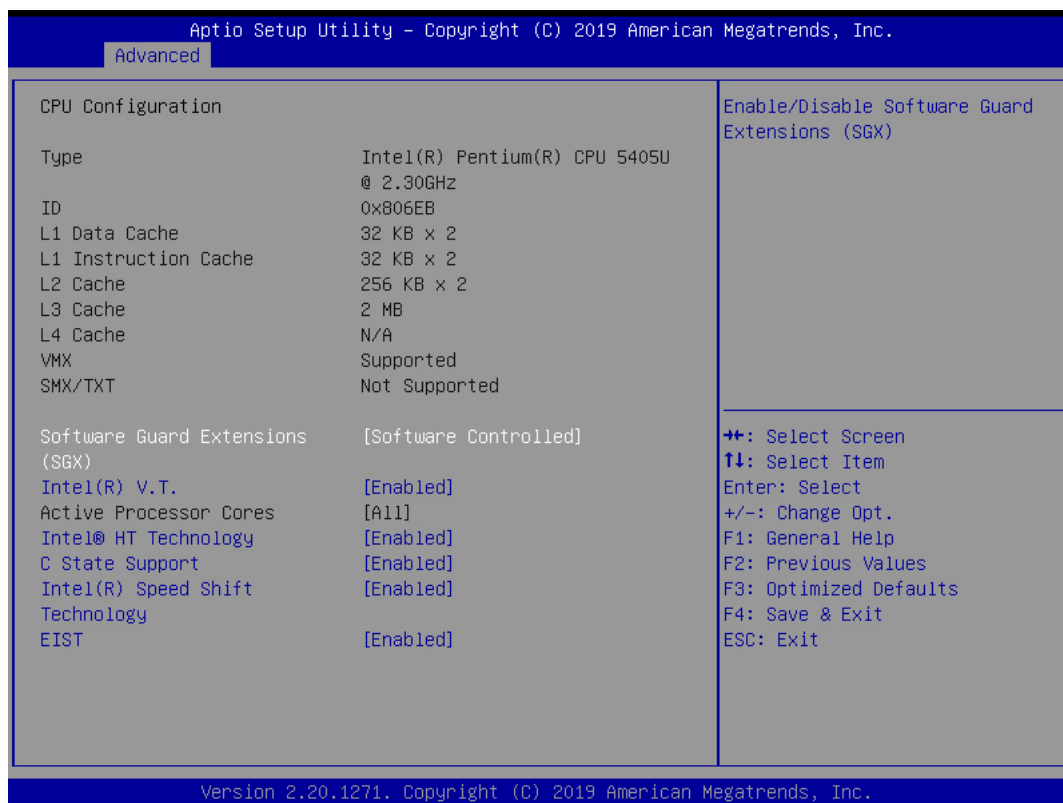 Aptio Setup Utility – Copyright (C) 2019 American Megatrends, Inc.
Advanced
CPU Configuration
Type Intel(R) Pentium(R) CPU 5405U
@ 2.30GHz
ID 0x806EB
L1 Data Cache 32 KB x 2
L1 Instruction Cache 32 KB x 2
L2 Cache 256 KB x 2
L3 Cache 2 MB
L4 Cache N/A
VMX Supported
SMX/TXT Not Supported
Software Guard Extensions [Software Controlled]
(SGX)
Intel(R) V.T. [Enabled]
Active Processor Cores [All]
Intel® HT Technology [Enabled]
C State Support [Enabled]
Intel(R) Speed Shift [Enabled]
Technology
EIST [Enabled]
Enable/Disable Software Guard
Extensions (SGX)
→←: Select Screen
↑↓: Select Item
Enter: Select
+/-: Change Opt.
F1: General Help
F2: Previous Values
F3: Optimized Defaults
F4: Save & Exit
ESC: Exit
Version 2.20.1271. Copyright (C) 2019 American Megatrends, Inc.